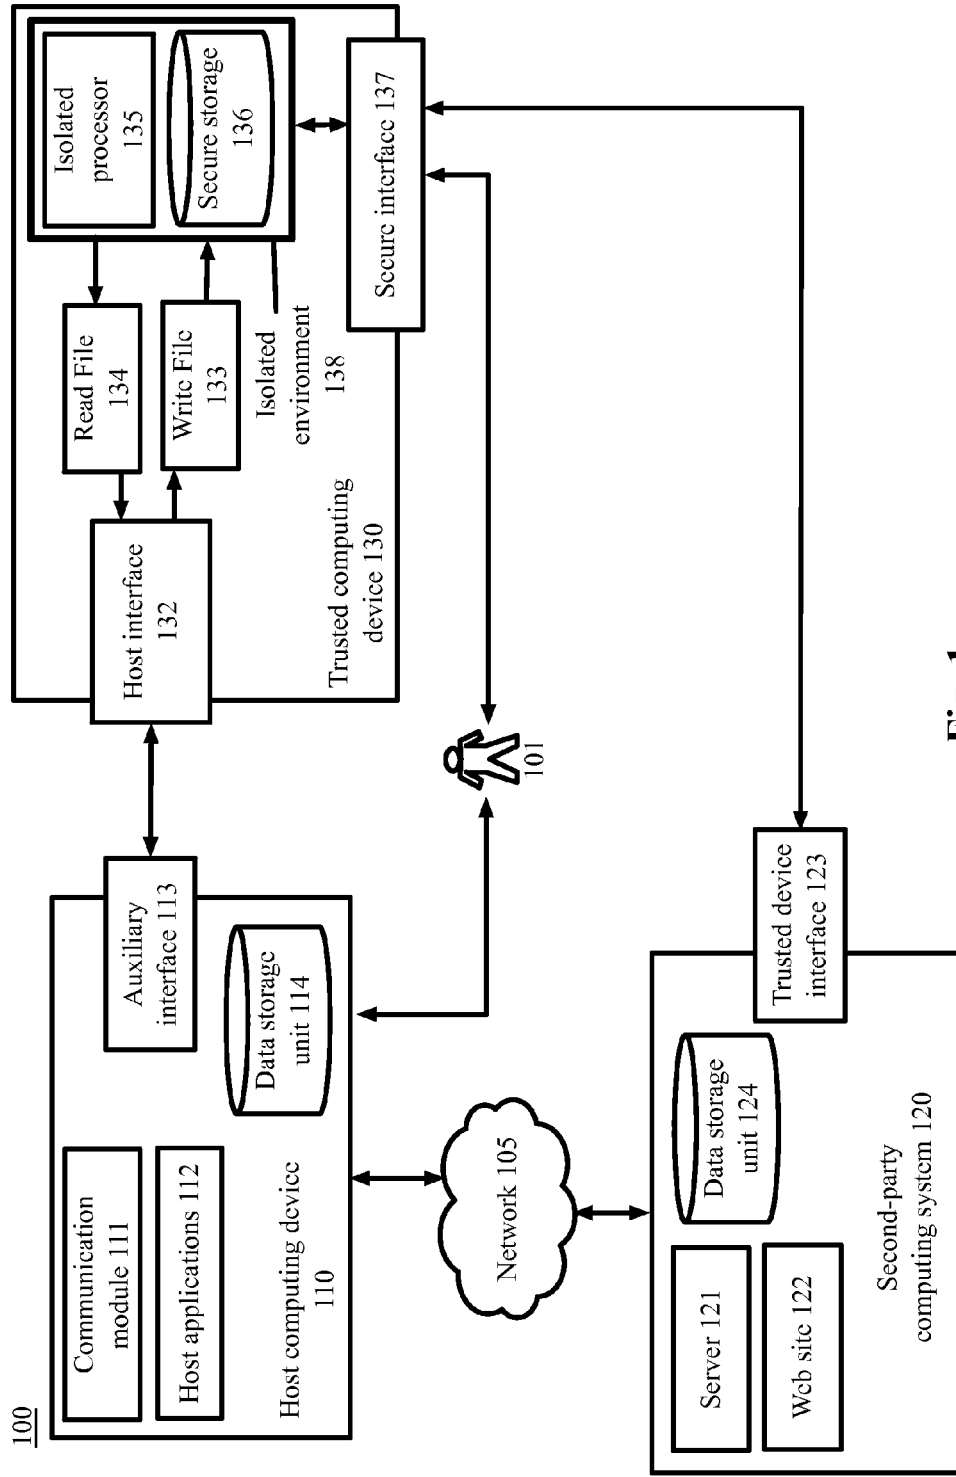 100
Communication
module 111
Host applications 112
Host computing device
110
Auxiliary
interface 113
Data storage
unit 114
Host interface
132
Read File
134
Write File
133
Isolated
processor
135
Secure storage
136
Isolated
environment
138
Trusted computing
device 130
Secure interface 137
101
Network 105
Server 121
Web site 122
Data storage
unit 124
Second-party
computing system 120
Trusted device
interface 123